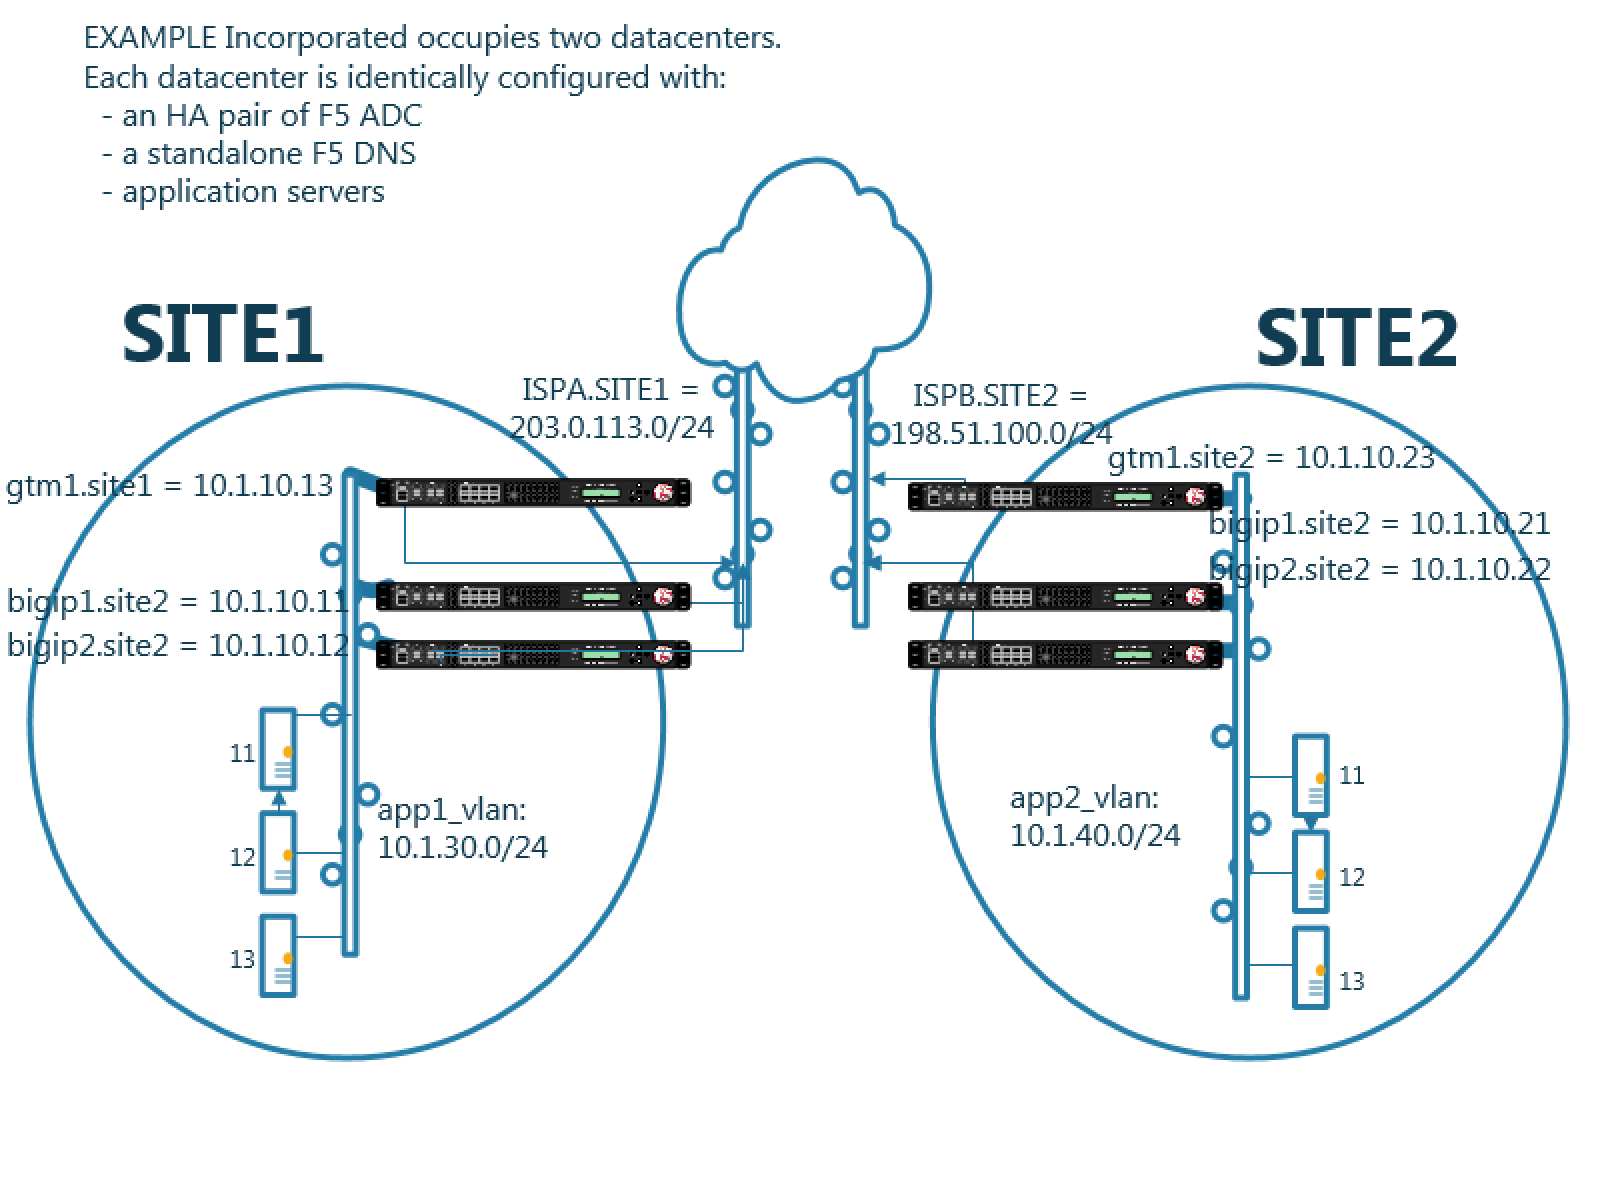 EXAMPLE Incorporated occupies two datacenters.
Each datacenter is identically configured with:
- an HA pair of F5 ADC
- a standalone F5 DNS
- application servers
SITE1
SITE2
ISPA.SITE1 =
203.0.113.0/24
ISPB.SITE2 =
198.51.100.0/24
gtm1.site1 = 10.1.10.13
bigip1.site2 = 10.1.10.11
bigip2.site2 = 10.1.10.12
gtm1.site2 = 10.1.10.23
bigip1.site2 = 10.1.10.21
bigip2.site2 = 10.1.10.22
11
12
13
app1_vlan:
10.1.30.0/24
app2_vlan:
10.1.40.0/24
11
12
13